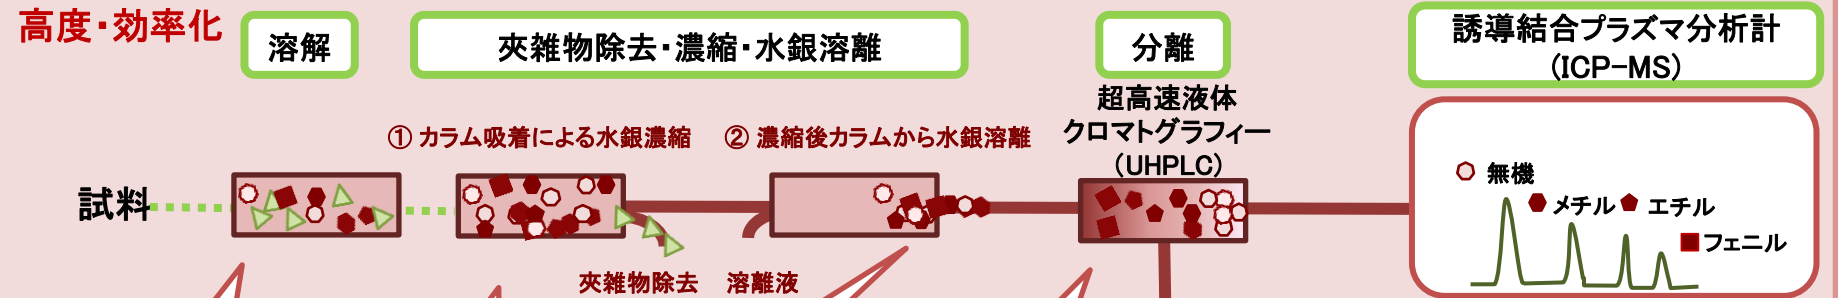 高度・効率化
溶解
夾雑物除去・濃縮・水銀溶離
分離
誘導結合プラズマ分析計
(ICP-MS)
超高速液体
クロマトグラフィー
(UHPLC)
① カラム吸着による水銀濃縮
② 濃縮後カラムから水銀溶離
試料
無機
メチル
エチル
フェニル
夾雑物除去
溶離液